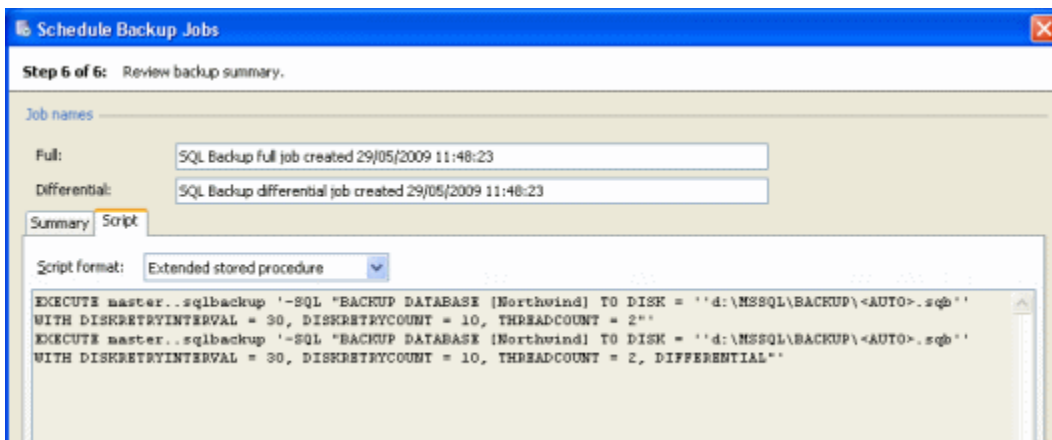 Schedule Backup Jobs
Step 6 of 6: Review backup summary.
Job names
Full: SQL Backup full job created 29/05/2009 11:48:23
Differential: SQL Backup differential job created 29/05/2009 11:48:23
Summary Script
Script format: Extended stored procedure
EXECUTE master..sqlbackup '-SQL "BACKUP DATABASE [Northwind] TO DISK = ''d:\MSSQL\BACKUP\<AUTO>.sqb''
WITH DISKRETRYINTERVAL = 30, DISKRETRYCOUNT = 10, THREADCOUNT = 2"'
EXECUTE master..sqlbackup '-SQL "BACKUP DATABASE [Northwind] TO DISK = ''d:\MSSQL\BACKUP\<AUTO>.sqb''
WITH DISKRETRYINTERVAL = 30, DISKRETRYCOUNT = 10, THREADCOUNT = 2, DIFFERENTIAL"'